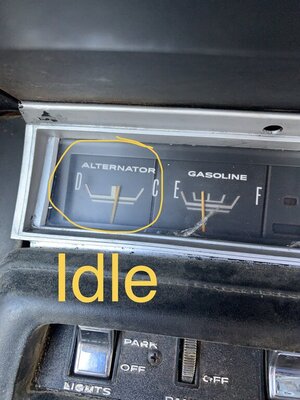 ALTERNATOR
D C
GASOLINE
E F
Idle
PARK
OFF
LIGHTS
OFF